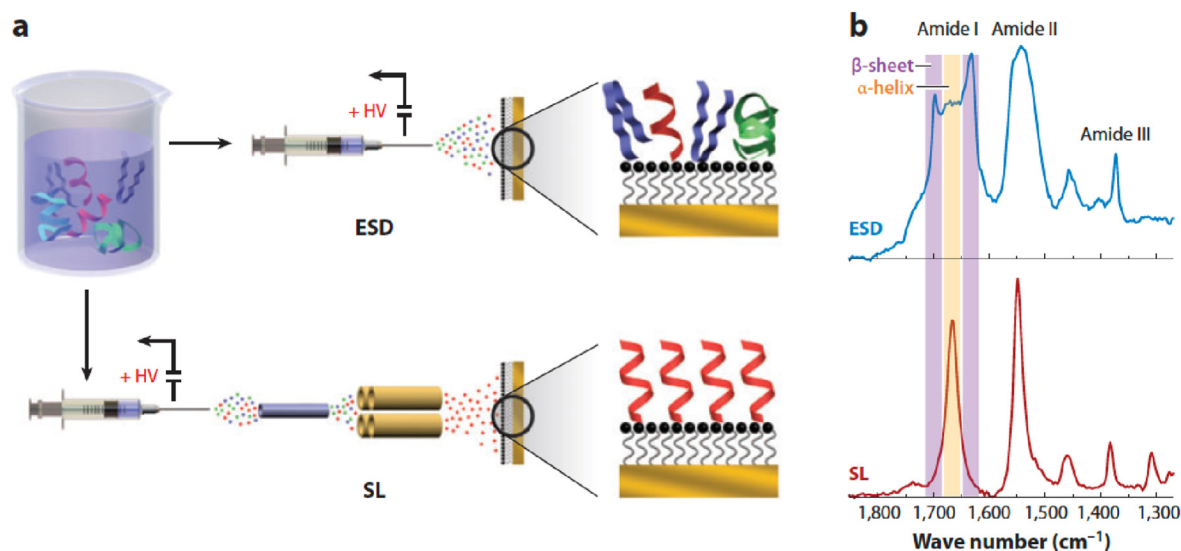 a
+ HV
ESD
+ HV
SL
b
Amide I
Amide II
β-sheet
α-helix
Amide III
ESD
SL
1,800 1,700 1,600 1,500 1,400 1,300
Wave number (cm⁻¹)